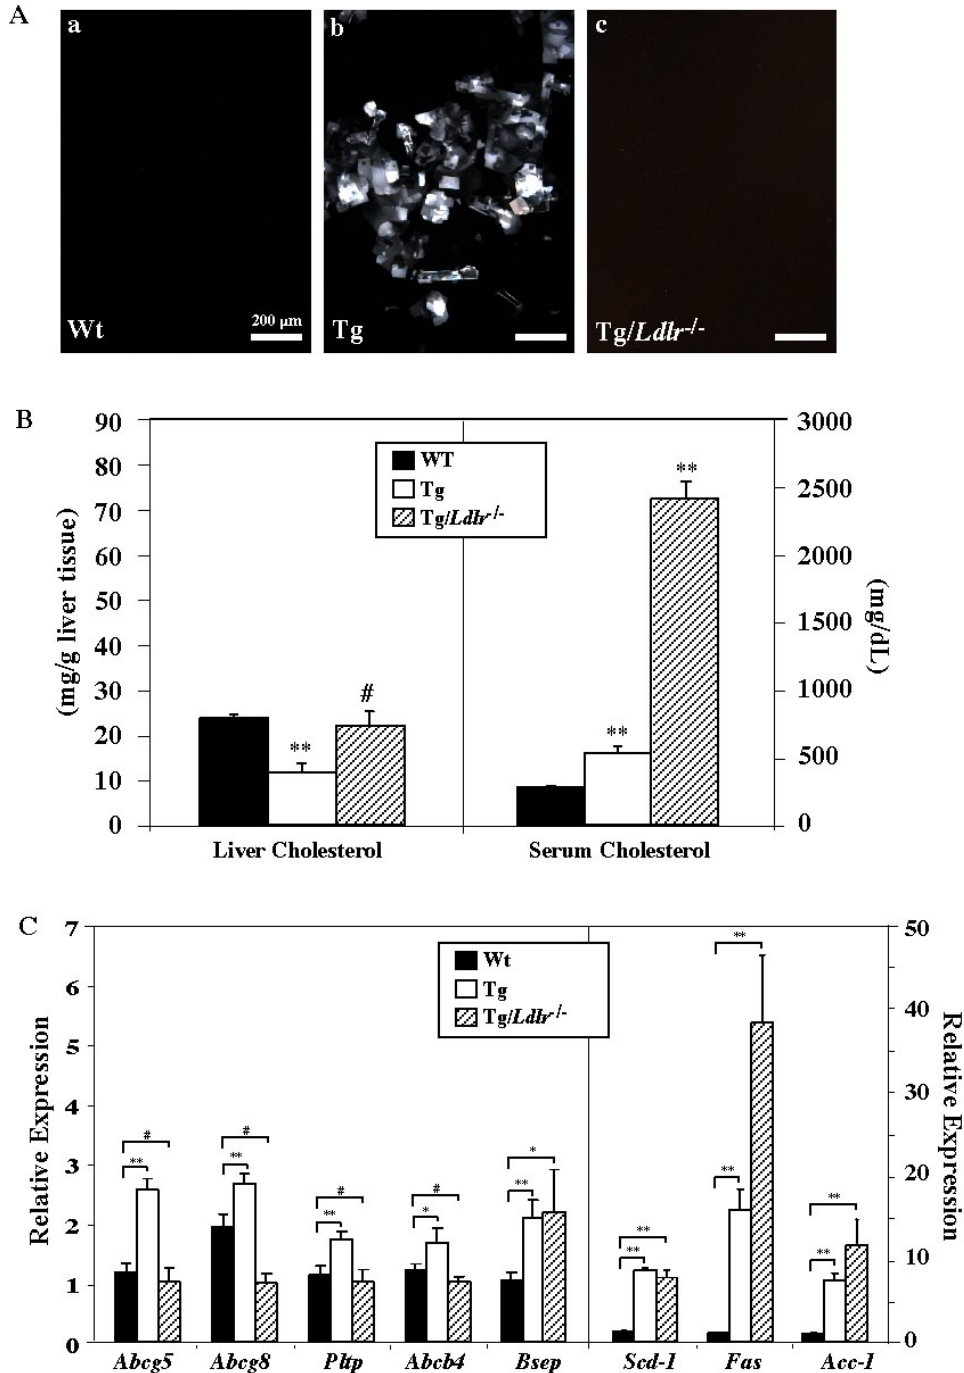 A
a
b
c
Wt
200 µm
Tg
Tg/Ldlr-/-
B
90
80
70
60
50
40
30
20
10
0
(mg/g liver tissue)
WT
Tg
Tg/Ldlr-/-
**
#
**
**
3000
2500
2000
1500
1000
500
0
(mg/dL)
Liver Cholesterol
Serum Cholesterol
C
7
6
5
4
3
2
1
0
Relative Expression
Wt
Tg
Tg/Ldlr-/-
#
**
#
**
#
**
#
*
*
**
**
**
**
**
**
**
50
40
30
20
10
0
Relative Expression
Abcg5
Abcg8
Pltp
Abcb4
Bsep
Scd-1
Fas
Acc-1